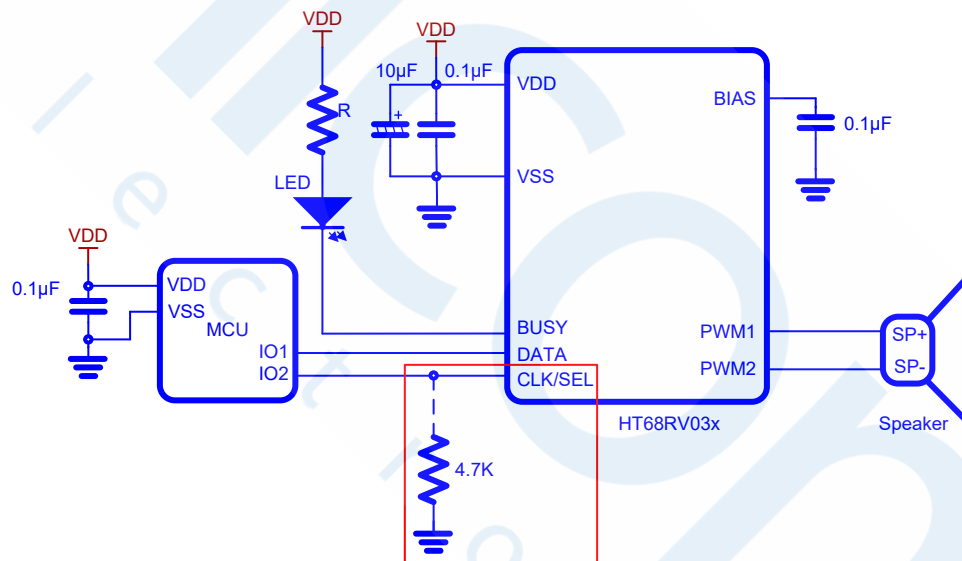 VDD
VDD
10µF
0.1µF
VDD
BIAS
R
+
0.1µF
LED
VSS
VDD
0.1µF
VDD
VSS
MCU
BUSY
PWM1
SP+
IO1
DATA
IO2
CLK/SEL
PWM2
SP-
HT68RV03x
Speaker
4.7K